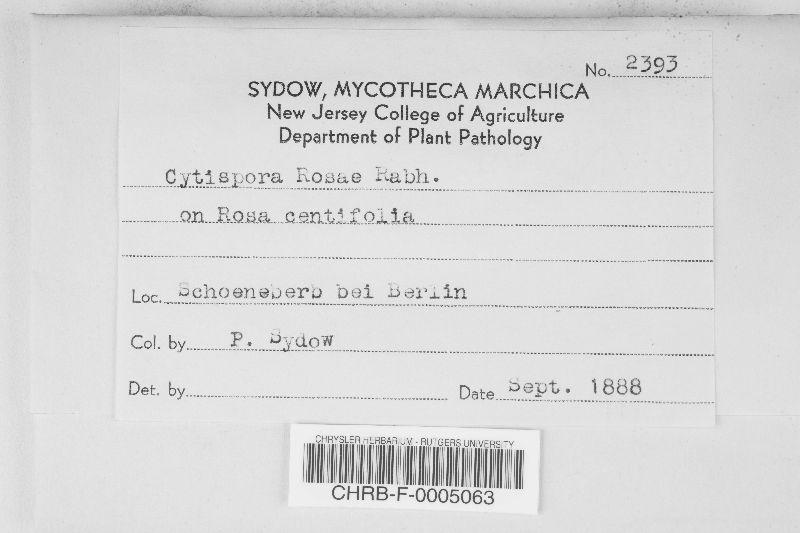 No. 2393
SYDOW, MYCOTHECA MARCHICA
New Jersey College of Agriculture
Department of Plant Pathology
Cytispora Rosae Rabh.
on Rosa centifolia
Loc. Schoeneberb bei Berlin
Col. by P. Sydow
Det. by
Date Sept. 1888
CHRYSLER HERBARIUM - RUTGERS UNIVERSITY
CHRB-F-0005063